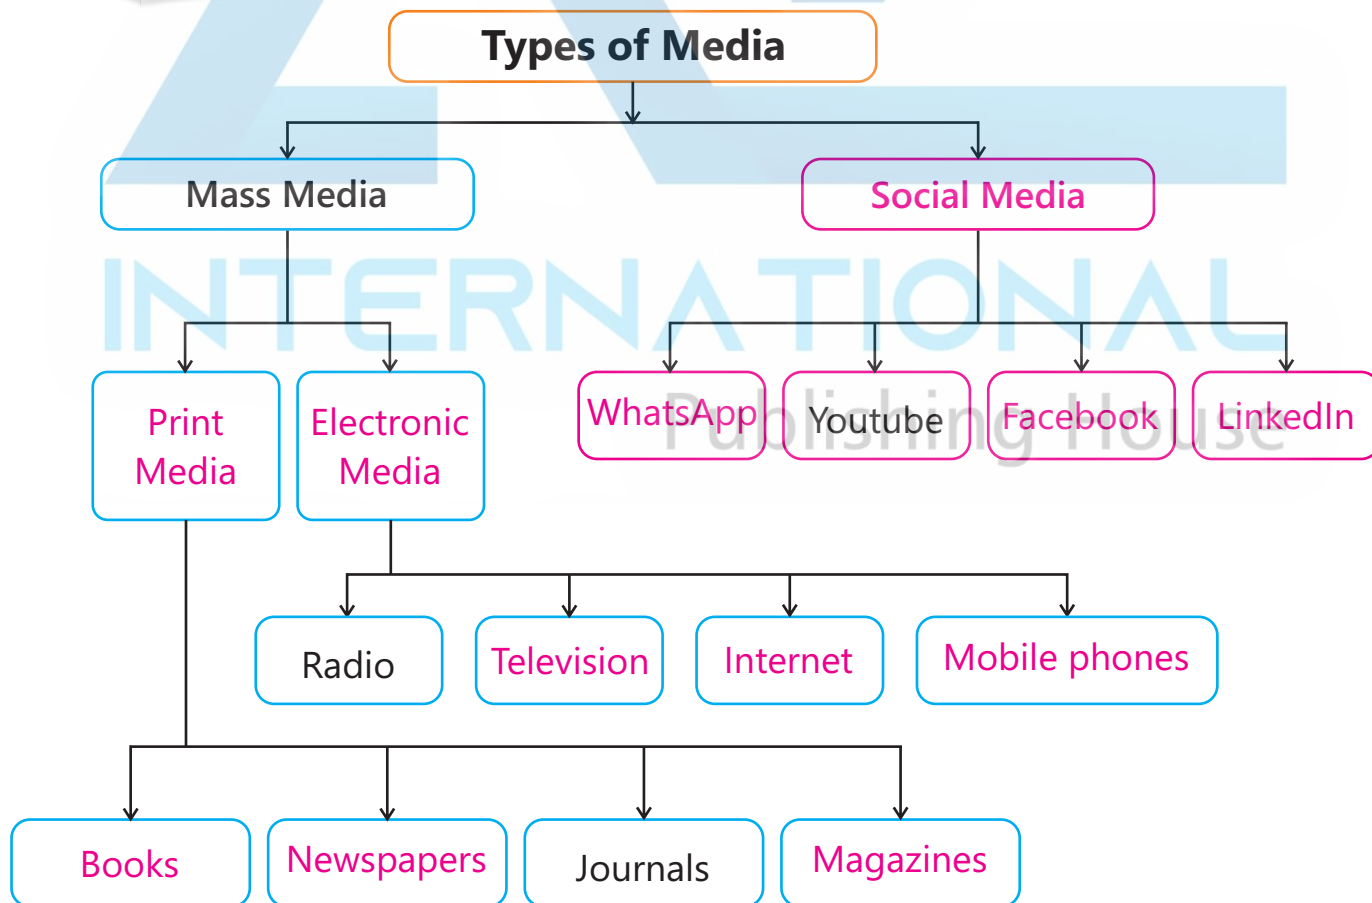 Types of Media
Mass Media
Social Media
INTERNATIONAL
Publishing House
Print
Media
Electronic
Media
WhatsApp
Youtube
Facebook
LinkedIn
Radio
Television
Internet
Mobile phones
Books
Newspapers
Journals
Magazines